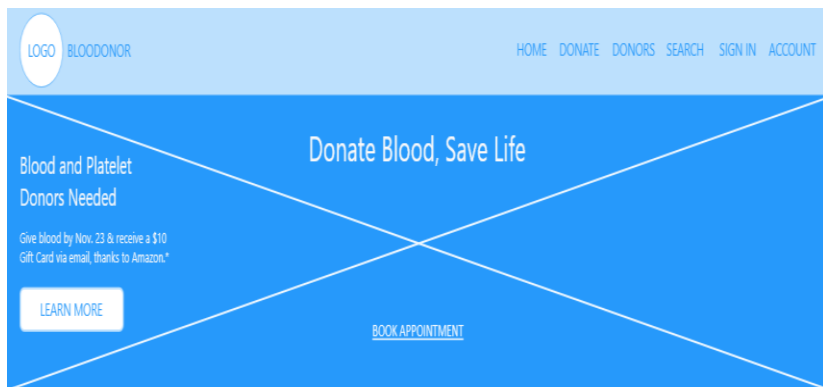 LOGO BLOODONOR HOME DONATE DONORS SEARCH SIGN IN ACCOUNT
Donate Blood, Save Life
Blood and Platelet
Donors Needed
Give blood by Nov. 23 & receive a $10
Gift Card via email, thanks to Amazon.*
LEARN MORE
BOOK APPOINTMENT